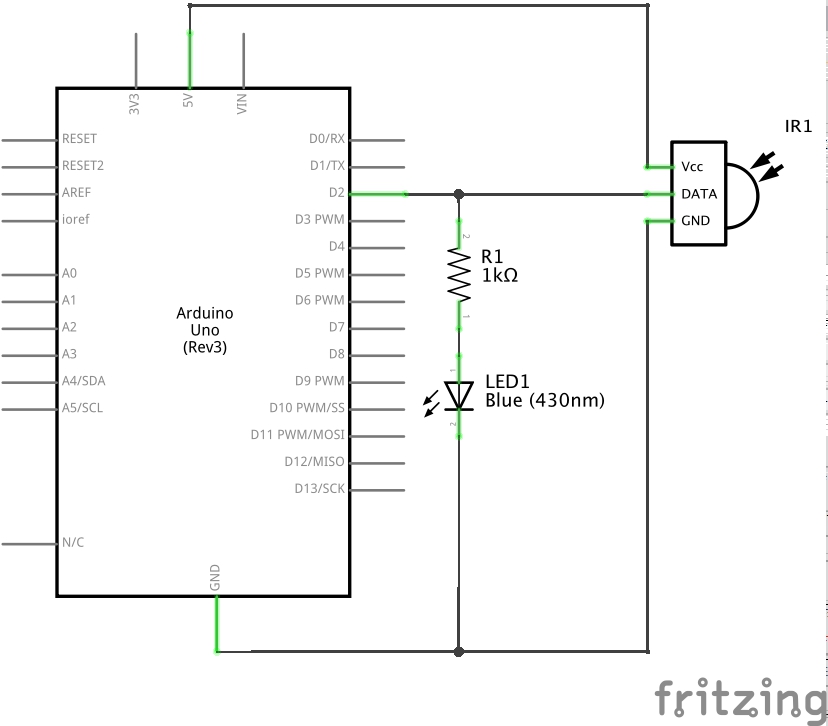 3V3
5V
VIN
RESET
RESET2
AREF
ioref
A0
A1
A2
A3
A4/SDA
A5/SCL
N/C
Arduino
Uno
(Rev3)
D0/RX
D1/TX
D2
D3 PWM
D4
D5 PWM
D6 PWM
D7
D8
D9 PWM
D10 PWM/SS
D11 PWM/MOSI
D12/MISO
D13/SCK
GND
2
R1
1kΩ
1
1
LED1
Blue (430nm)
2
IR1
Vcc
DATA
GND
fritzing